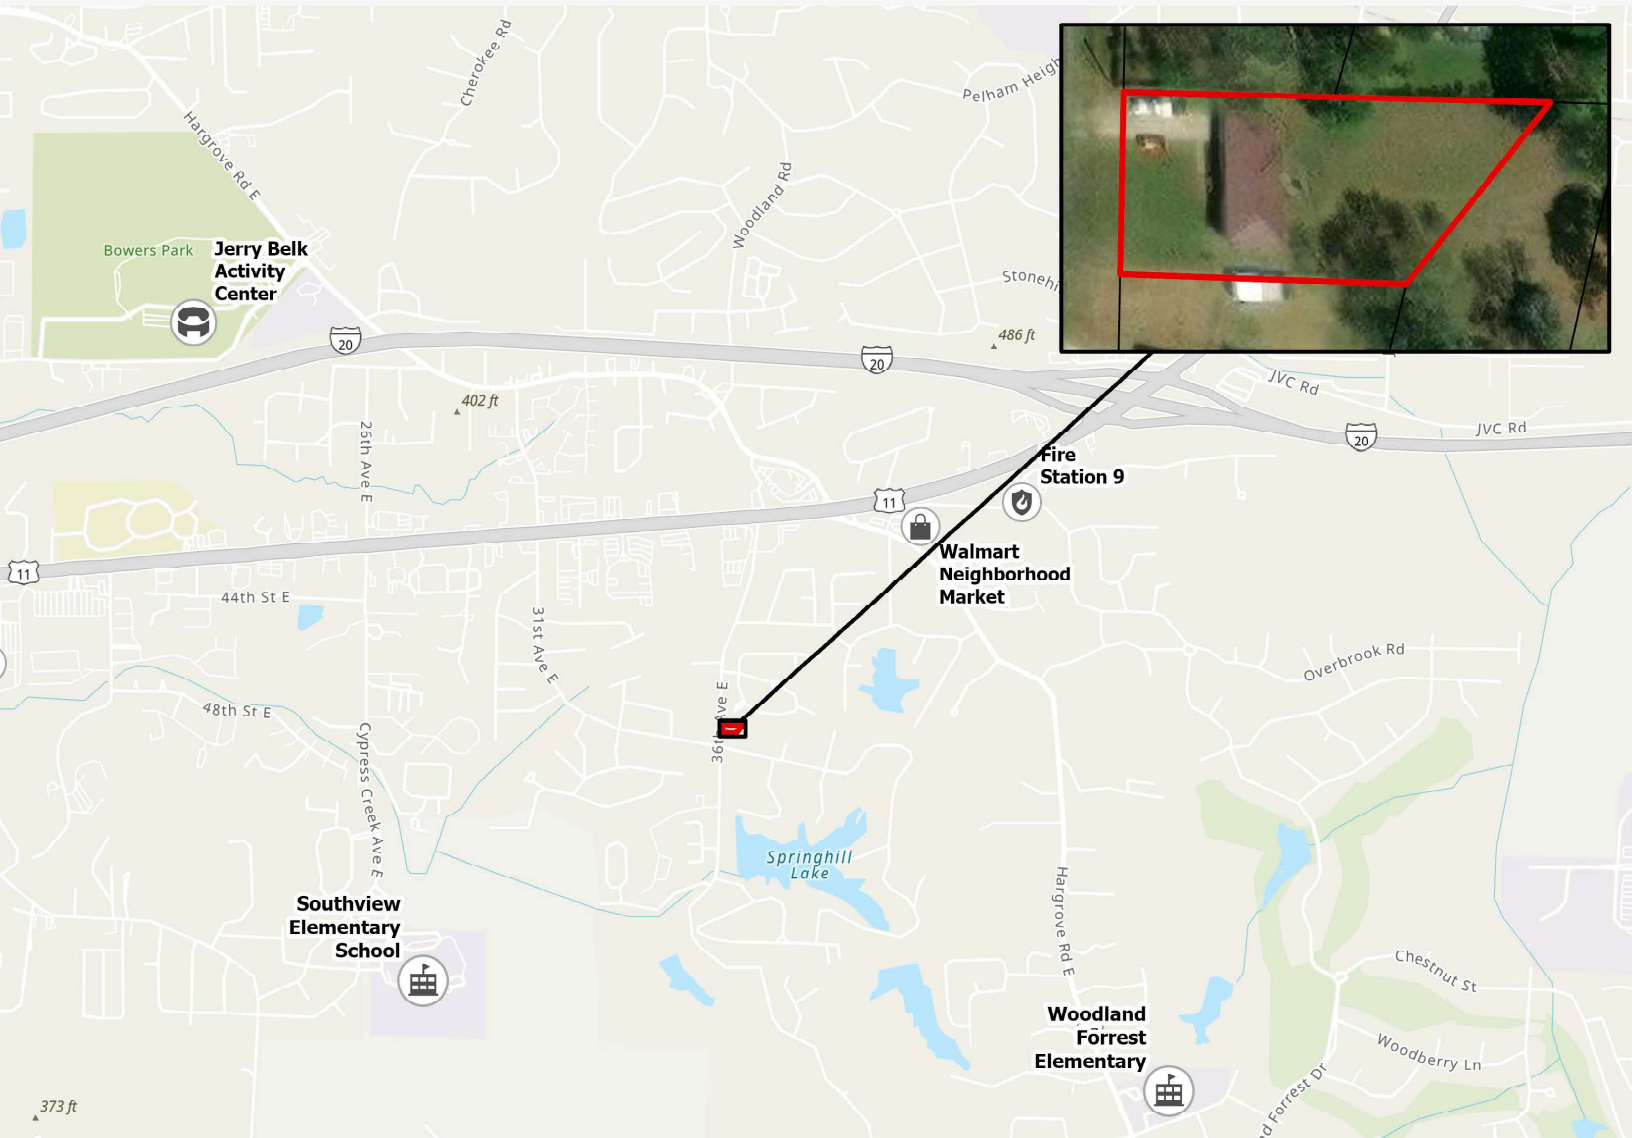 Cherokee Rd
Pelham Heigh
Hargrove Rd E
Woodland Rd
Bowers Park
Jerry Belk
Activity
Center
Stonehi
486 ft
20
20
JVC Rd
402 ft
JVC Rd
20
25th Ave E
Fire
Station 9
11
Walmart
Neighborhood
Market
11
44th St E
31st Ave E
Overbrook Rd
48th St E
36th Ave E
Cypress Creek Ave E
Springhill
Lake
Hargrove Rd E
Southview
Elementary
School
Chestnut St
Woodland
Forrest
Elementary
Woodberry Ln
373 ft
d Forrest Dr